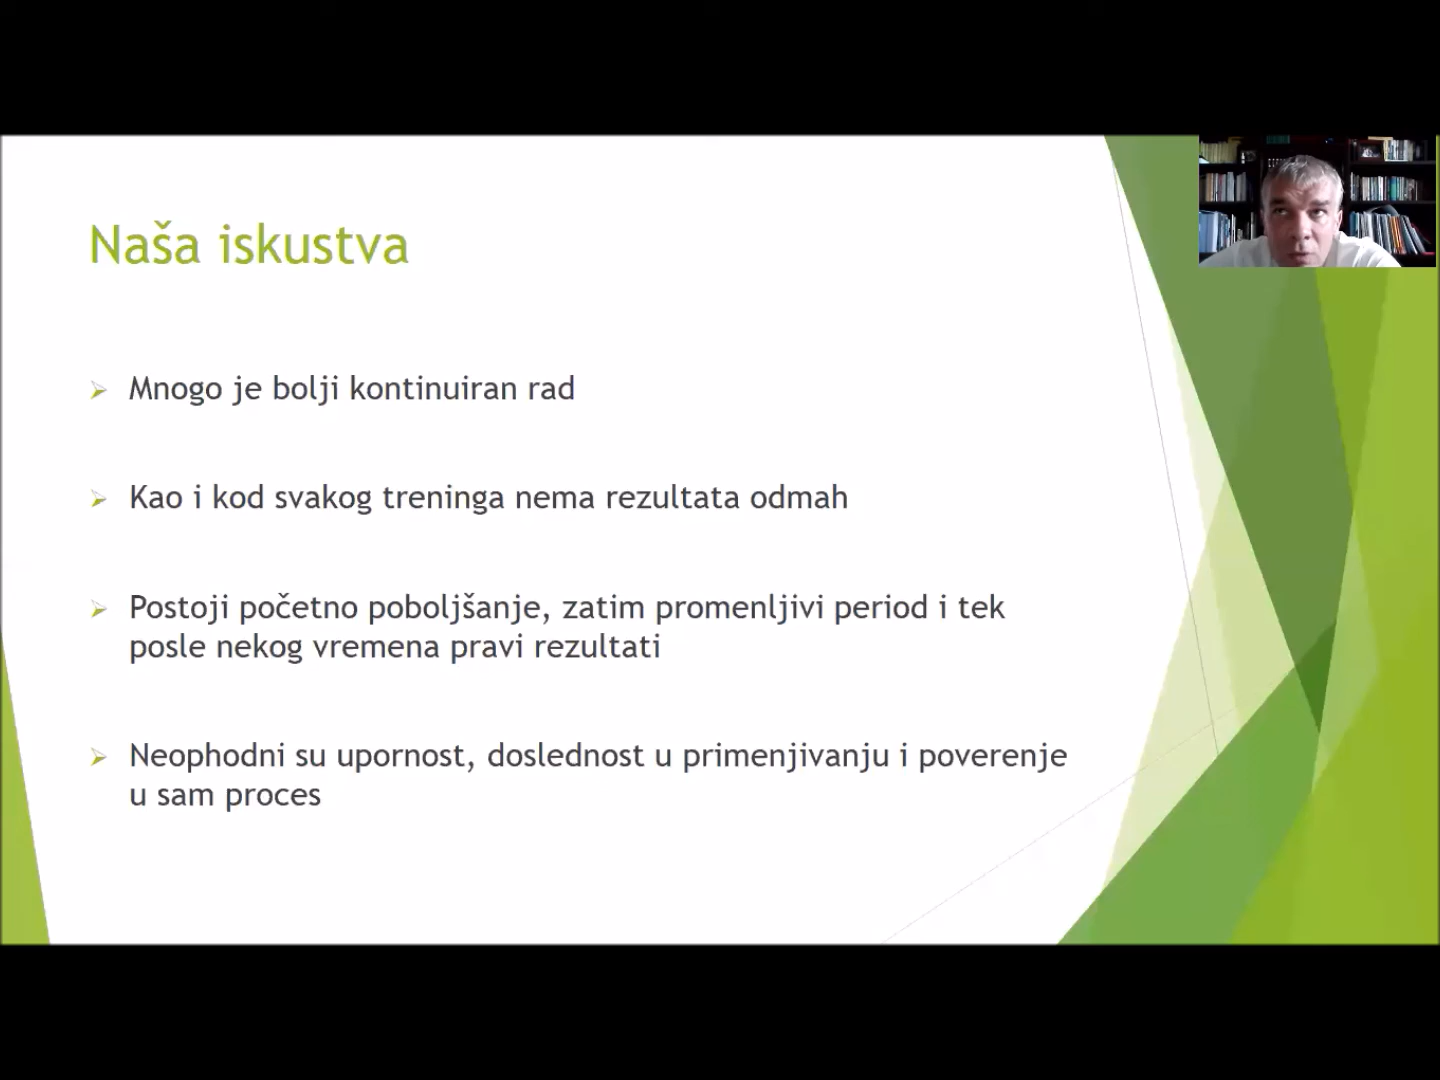 Naša iskustva
Mnogo je bolji kontinuiran rad
Kao i kod svakog treninga nema rezultata odmah
Postoji početno poboljšanje, zatim promenljivi period i tek
posle nekog vremena pravi rezultati
Neophodni su upornost, doslednost u primenjivanju i poverenje
u sam proces